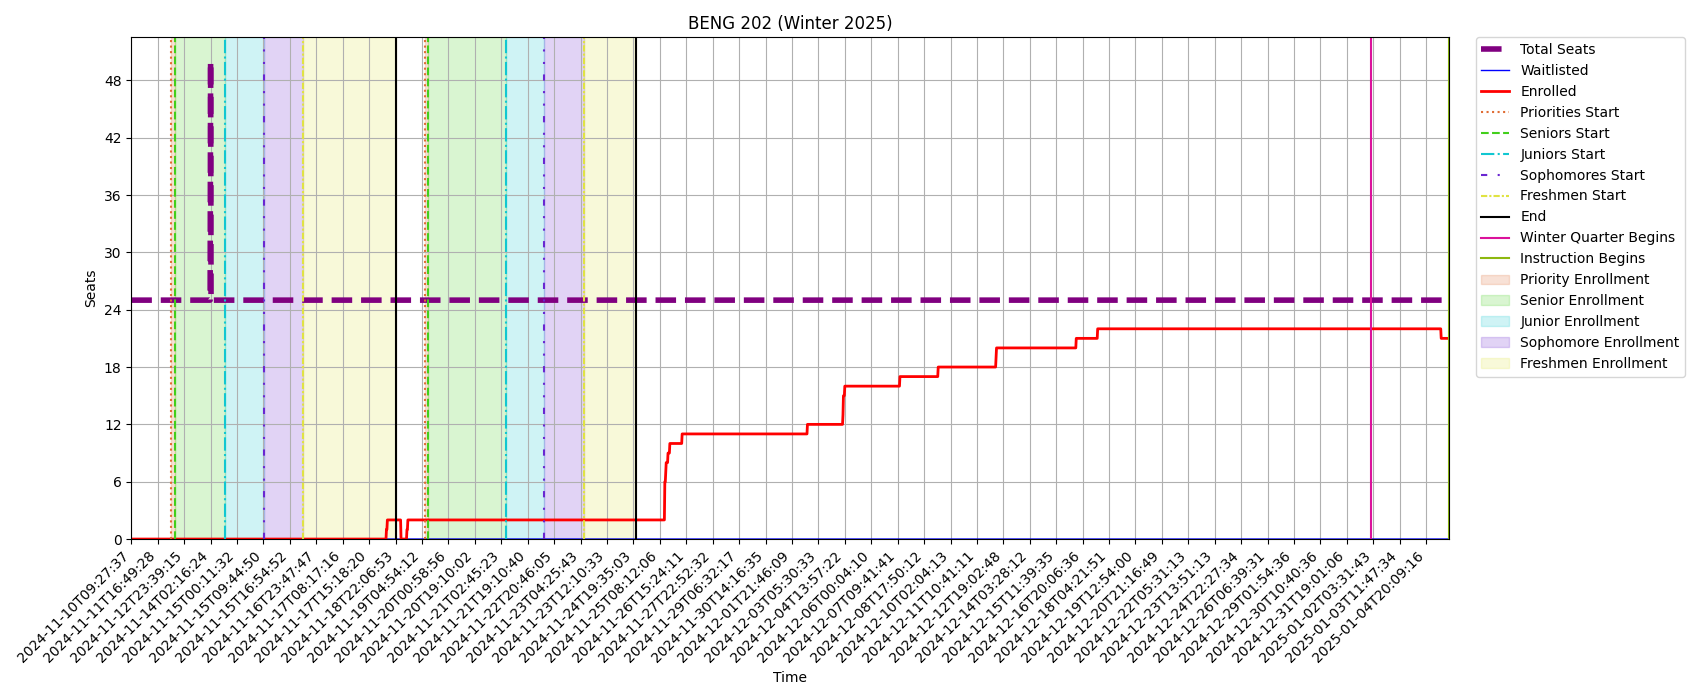 BENG 202 (Winter 2025)
Seats
48
42
36
30
24
18
12
6
0
2024-11-10T09:27:37
2024-11-11T16:49:28
2024-11-12T23:39:15
2024-11-14T02:16:24
2024-11-15T00:11:32
2024-11-15T09:44:50
2024-11-15T16:54:52
2024-11-16T23:47:47
2024-11-17T08:17:16
2024-11-17T15:18:20
2024-11-18T22:06:53
2024-11-19T04:54:12
2024-11-20T00:58:56
2024-11-20T19:10:02
2024-11-21T02:45:23
2024-11-21T19:10:40
2024-11-22T20:46:05
2024-11-23T04:25:43
2024-11-23T12:10:33
2024-11-24T19:35:03
2024-11-25T08:12:06
2024-11-26T15:24:11
2024-11-27T22:52:32
2024-11-29T06:32:17
2024-11-30T14:16:35
2024-12-01T21:46:09
2024-12-03T05:30:33
2024-12-04T13:57:22
2024-12-06T00:04:10
2024-12-07T09:41:41
2024-12-08T17:50:12
2024-12-10T02:04:13
2024-12-11T10:41:11
2024-12-12T19:02:48
2024-12-14T03:28:12
2024-12-15T11:39:35
2024-12-16T20:06:36
2024-12-18T04:21:51
2024-12-19T12:54:00
2024-12-20T21:16:49
2024-12-22T05:31:13
2024-12-23T13:51:13
2024-12-24T22:27:34
2024-12-26T06:39:31
2024-12-29T01:54:36
2024-12-30T10:40:36
2024-12-31T19:01:06
2025-01-02T03:31:43
2025-01-03T11:47:34
2025-01-04T20:09:16
Time
Total Seats
Waitlisted
Enrolled
Priorities Start
Seniors Start
Juniors Start
Sophomores Start
Freshmen Start
End
Winter Quarter Begins
Instruction Begins
Priority Enrollment
Senior Enrollment
Junior Enrollment
Sophomore Enrollment
Freshmen Enrollment